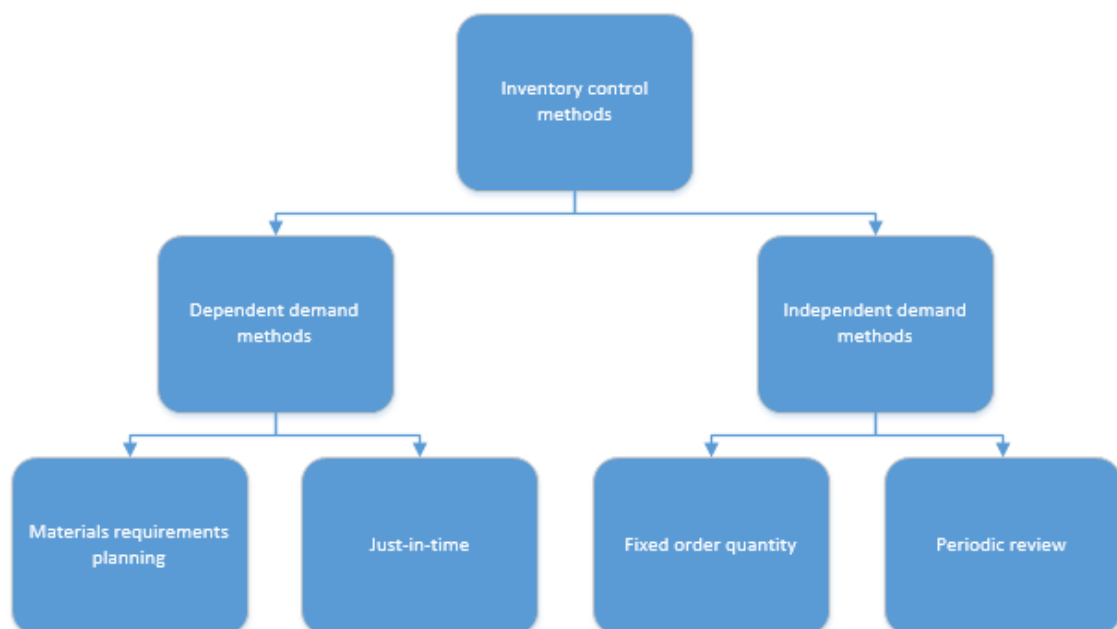 Inventory control
methods
Dependent demand
methods
Independent demand
methods
Materials requirements
planning
Just-in-time
Fixed order quantity
Periodic review